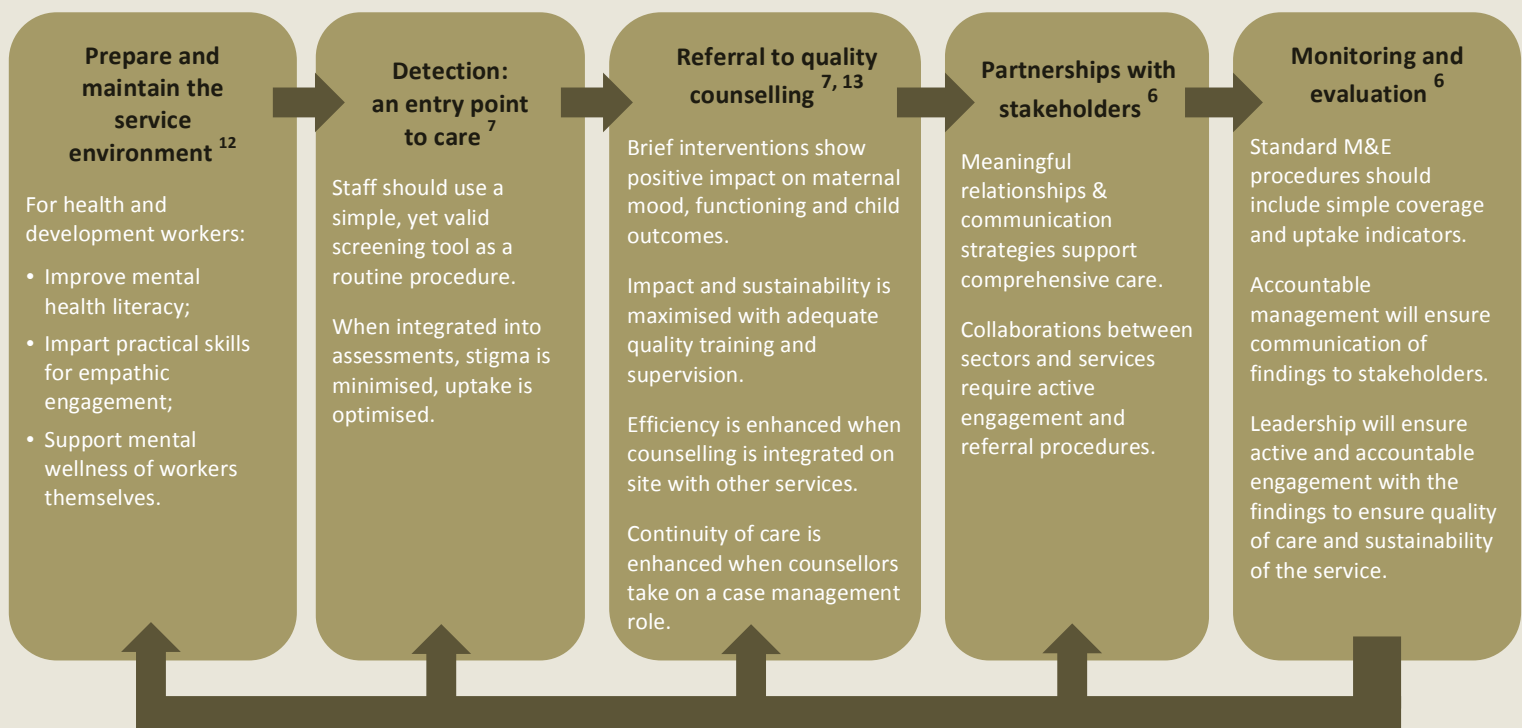 Prepare and
maintain the
service
environment 12
For health and
development workers:
• Improve mental
health literacy;
• Impart practical skills
for empathic
engagement;
• Support mental
wellness of workers
themselves.
Detection:
an entry point
to care 7
Staff should use a
simple, yet valid
screening tool as a
routine procedure.
When integrated into
assessments, stigma is
minimised, uptake is
optimised.
Referral to quality
counselling 7, 13
Brief interventions show
positive impact on maternal
mood, functioning and child
outcomes.
Impact and sustainability is
maximised with adequate
quality training and
supervision.
Efficiency is enhanced when
counselling is integrated on
site with other services.
Continuity of care is
enhanced when counsellors
take on a case management
role.
Partnerships with
stakeholders 6
Meaningful
relationships &
communication
strategies support
comprehensive care.
Collaborations between
sectors and services
require active
engagement and
referral procedures.
Monitoring and
evaluation 6
Standard M&E
procedures should
include simple coverage
and uptake indicators.
Accountable
management will ensure
communication of
findings to stakeholders.
Leadership will ensure
active and accountable
engagement with the
findings to ensure quality
of care and sustainability
of the service.